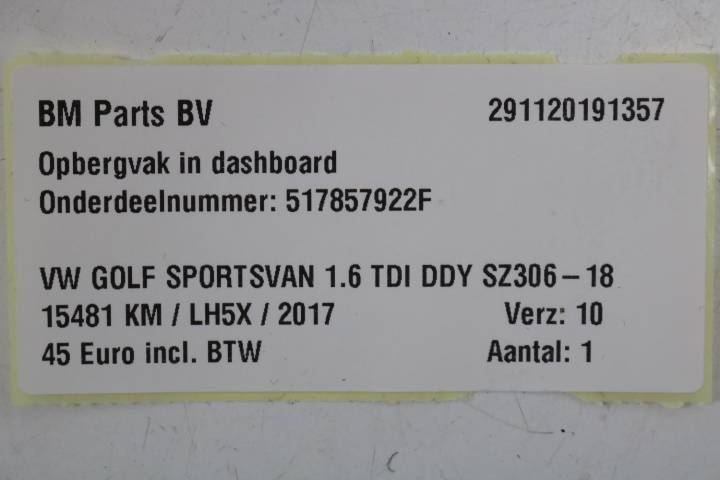 BM Parts BV 291120191357
Opbergvak in dashboard
Onderdeelnummer: 517857922F
VW GOLF SPORTSVAN 1.6 TDI DDY SZ306-18
15481 KM / LH5X / 2017 Verz: 10
45 Euro incl. BTW Aantal: 1